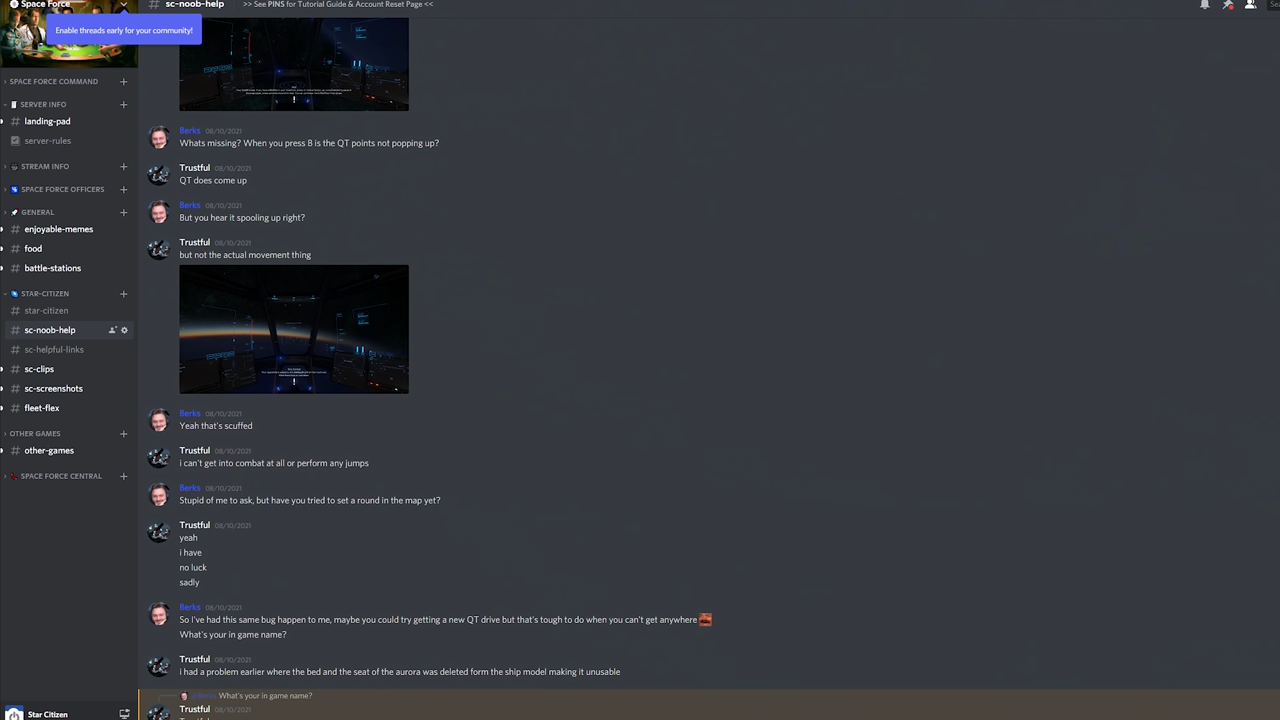 Space Force
# sc-noob-help
>> See PINS for Tutorial Guide & Account Reset Page <<
Enable threads early for your community!
SPACE FORCE COMMAND
SERVER INFO
landing-pad
server-rules
STREAM INFO
SPACE FORCE OFFICERS
GENERAL
# enjoyable-memes
# food
# battle-stations
STAR-CITIZEN
# star-citizen
# sc-noob-help
# sc-helpful-links
# sc-clips
# sc-screenshots
# fleet-flex
OTHER GAMES
# other-games
SPACE FORCE CENTRAL
Star Citizen
Berks 08/10/2021
Whats missing? When you press B is the QT points not popping up?
Trustful 08/10/2021
QT does come up
Berks 08/10/2021
But you hear it spooling up right?
Trustful 08/10/2021
but not the actual movement thing
Berks 08/10/2021
Yeah that's scuffed
Trustful 08/10/2021
i can't get into combat at all or perform any jumps
Berks 08/10/2021
Stupid of me to ask, but have you tried to set a round in the map yet?
Trustful 08/10/2021
yeah
i have
no luck
sadly
Berks 08/10/2021
So I've had this same bug happen to me, maybe you could try getting a new QT drive but that's tough to do when you can't get anywhere
What's your in game name?
Trustful 08/10/2021
i had a problem earlier where the bed and the seat of the aurora was deleted form the ship model making it unusable
What's your in game name?
Trustful 08/10/2021